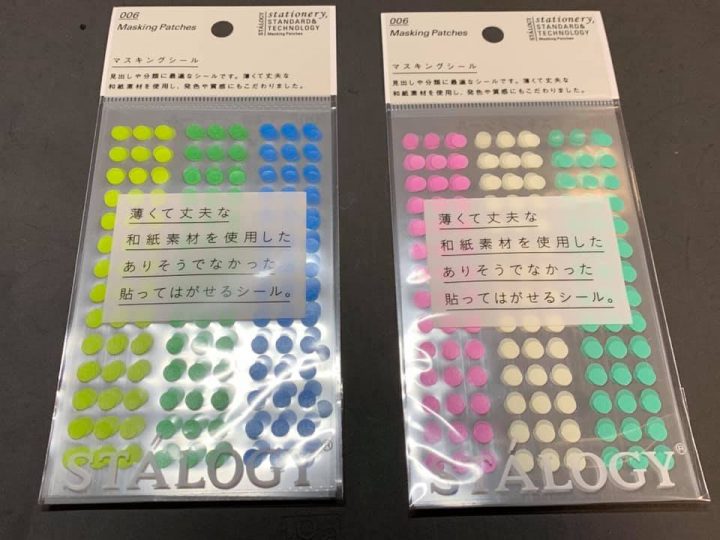 006
Masking Patches
STÁLOGY
stationery,
STANDARD&
TECHNOLOGY
Masking Patches
マスキングシール
見出しや分類に最適なシールです。薄くて丈夫な
和紙素材を使用し、発色や質感にもこだわりました。
薄くて丈夫な
和紙素材を使用した
ありそうでなかった
貼ってはがせるシール。
STÁLOGY®
006
Masking Patches
STÁLOGY
stationery,
STANDARD&
TECHNOLOGY
Masking Patches
マスキングシール
見出しや分類に最適なシールです。薄くて丈夫な
和紙素材を使用し、発色や質感にもこだわりました。
薄くて丈夫な
和紙素材を使用した
ありそうでなかった
貼ってはがせるシール。
STÁLOGY®